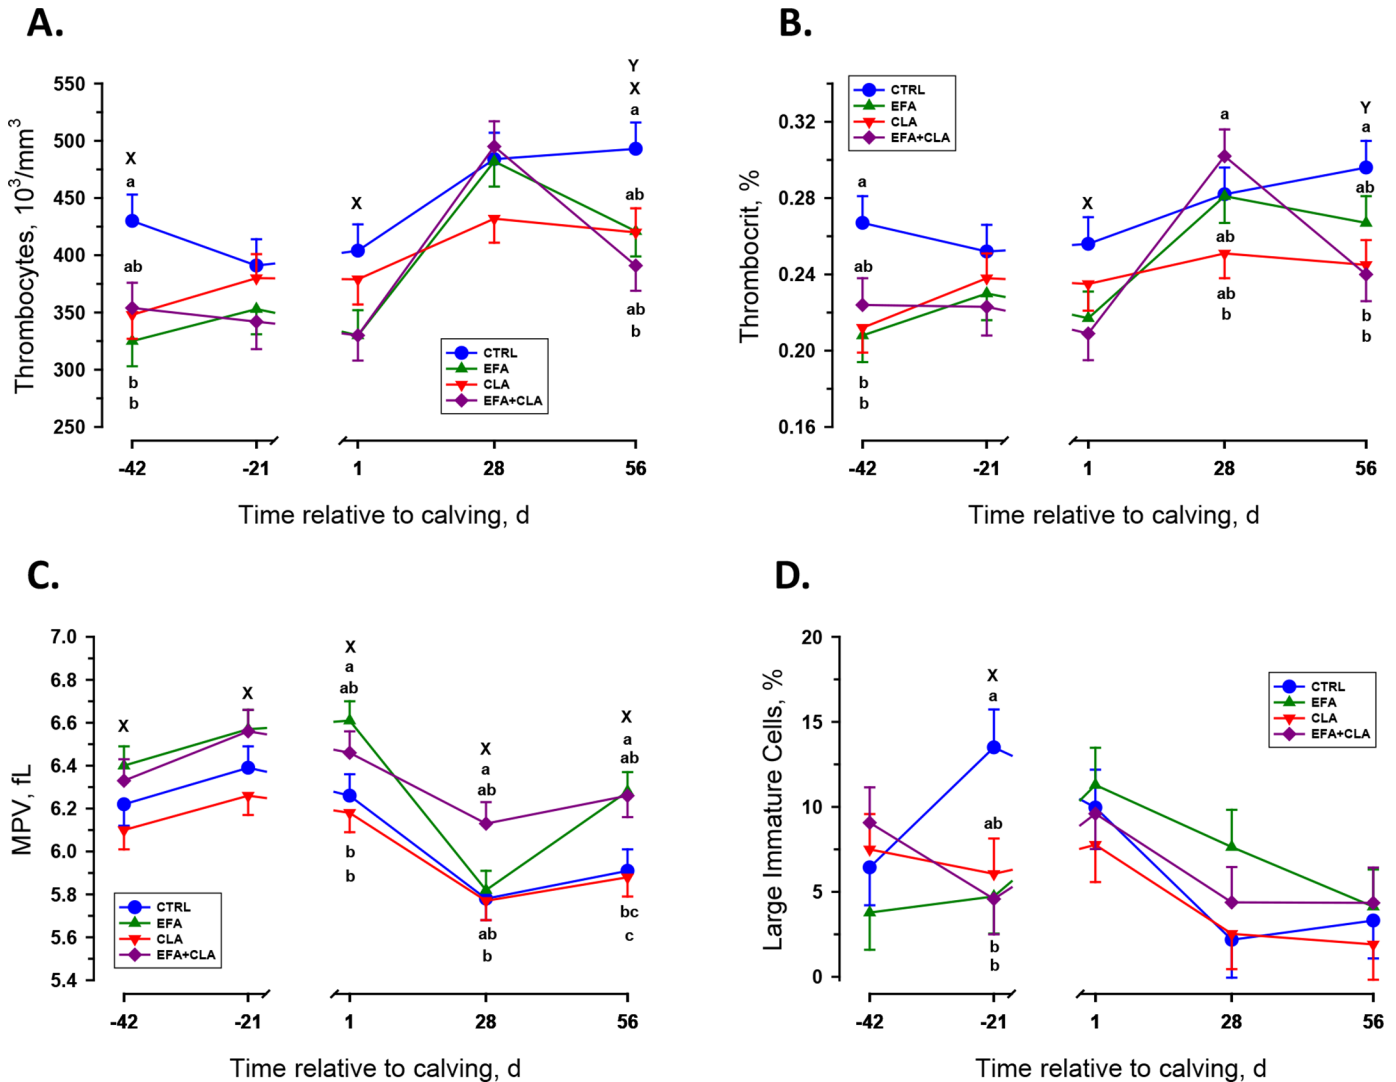 A.
Thrombocytes, 10³/mm³
550
500
450
400
350
300
250
X
a
ab
b
b
X
Y
X
a
ab
ab
b
CTRL
EFA
CLA
EFA+CLA
-42
-21
1
28
56
Time relative to calving, d
B.
Thrombocrit, %
0.32
0.28
0.24
0.20
0.16
CTRL
EFA
CLA
EFA+CLA
a
ab
b
b
X
a
ab
ab
b
Y
a
ab
b
b
-42
-21
1
28
56
Time relative to calving, d
C.
MPV, fL
7.0
6.8
6.6
6.4
6.2
6.0
5.8
5.6
5.4
X
X
X
a
ab
b
b
X
a
ab
ab
b
X
a
ab
bc
c
CTRL
EFA
CLA
EFA+CLA
-42
-21
1
28
56
Time relative to calving, d
D.
Large Immature Cells, %
20
15
10
5
0
X
a
ab
b
b
CTRL
EFA
CLA
EFA+CLA
-42
-21
1
28
56
Time relative to calving, d